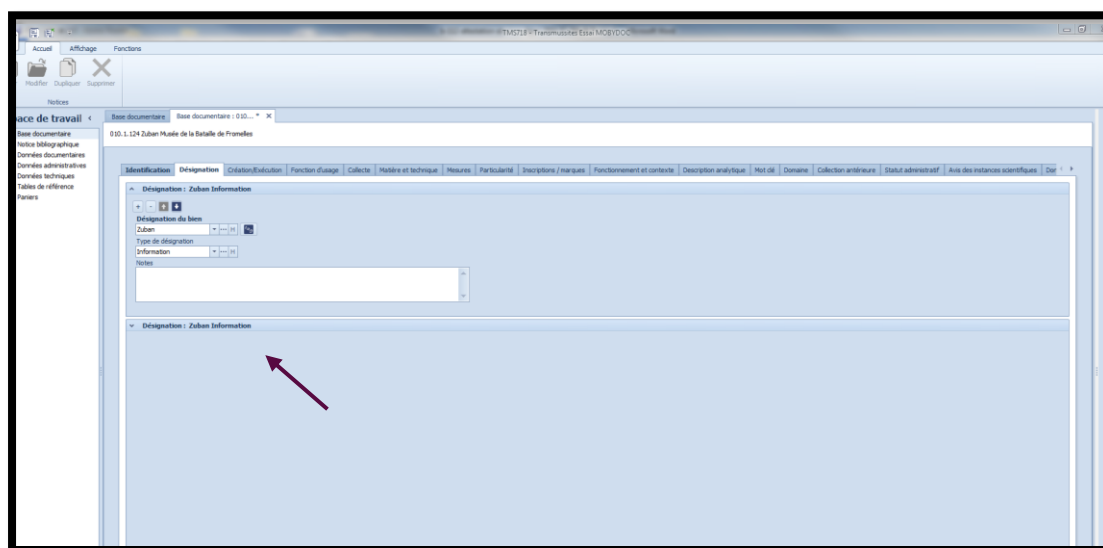 TMS718 - Transmusites Essai MOBYDOC
Accueil Affichage Fonctions
Modifier Dupliquer Supprimer
Notices
ace de travail
Base documentaire
Notice bibliographique
Données documentaires
Données administratives
Données techniques
Tables de référence
Paniers
Base documentaire Base documentaire : 010.... * X
010.1.124 Zuban Musée de la Bataille de Fromelles
Identification Désignation Création/Exécution Fonction d'usage Collecte Matière et technique Mesures Particularité Inscriptions / marques Fonctionnement et contexte Description analytique Mot clé Domaine Collection antérieure Statut administratif Avis des instances scientifiques Dor
Désignation : Zuban Information
Désignation du bien
Zuban
Type de désignation
Information
Notes
Désignation : Zuban Information